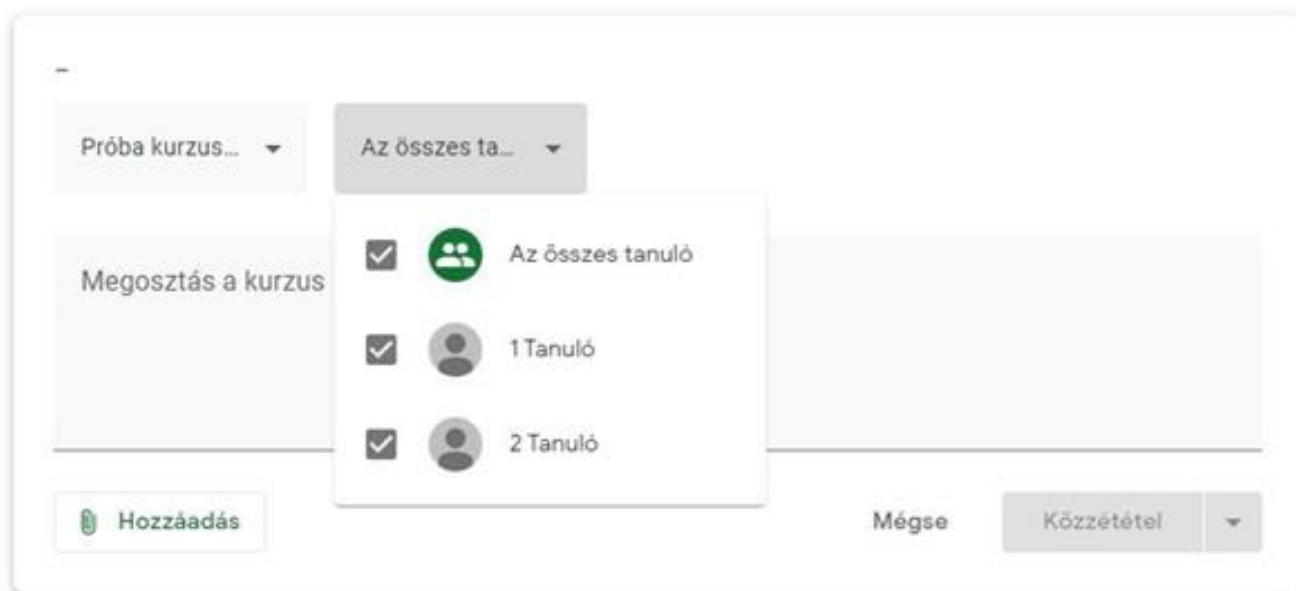 –
Próba kurzus...
Az összes ta...
Megosztás a kurzus
Az összes tanuló
1 Tanuló
2 Tanuló
Hozzáadás
Mégse
Közzététel